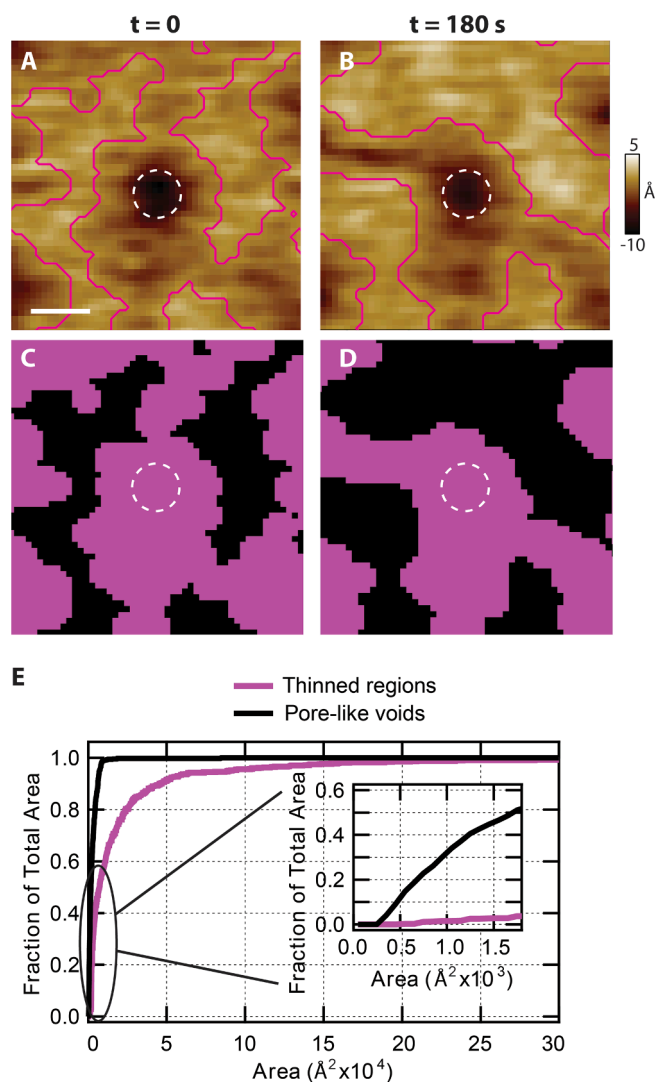 t = 0 t = 180 s
A B
5
Å
-10
C D
E
Thinned regions
Pore-like voids
Fraction of Total Area
1.0
0.8
0.6
0.4
0.2
0.0
0 5 10 15 20 25 30
Area (Å²x10⁴)
Fraction of Total Area
0.6
0.4
0.2
0.0
0.0 0.5 1.0 1.5
Area (Å²x10³)